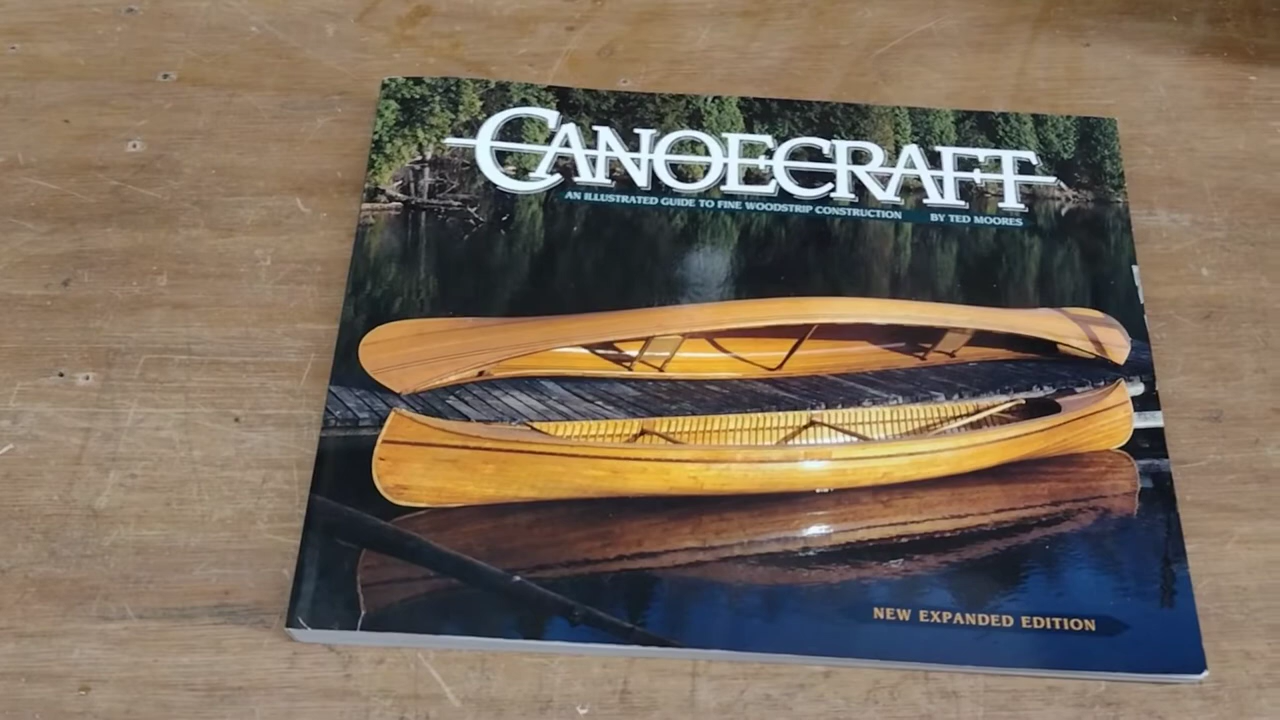 CANOECRAFT
AN ILLUSTRATED GUIDE TO FINE WOODSTRIP CONSTRUCTION BY TED MOORES
NEW EXPANDED EDITION